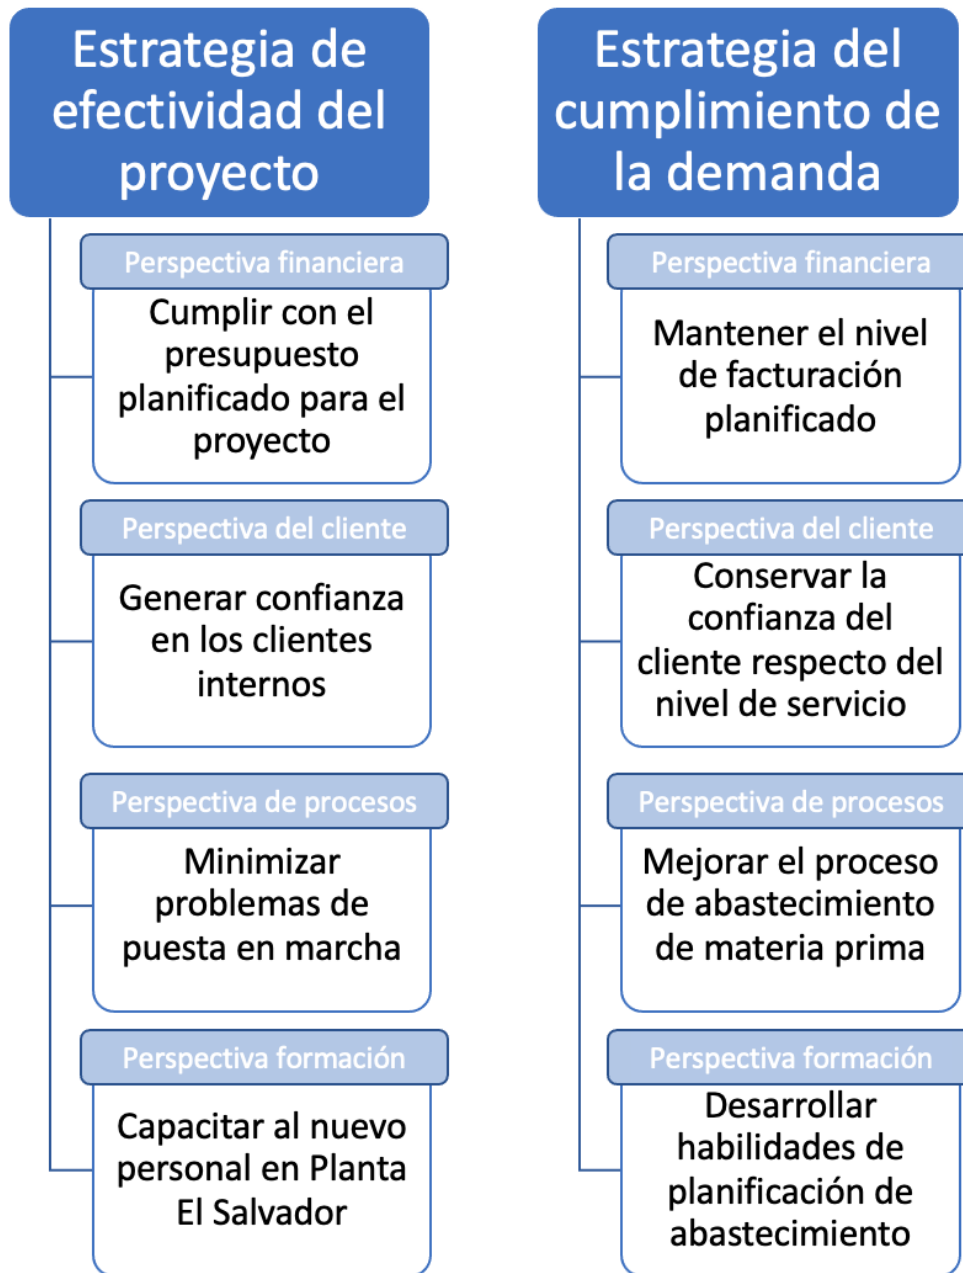 Estrategia de
efectividad del
proyecto
Perspectiva financiera
Cumplir con el
presupuesto
planificado para el
proyecto
Perspectiva del cliente
Generar confianza
en los clientes
internos
Perspectiva de procesos
Minimizar
problemas de
puesta en marcha
Perspectiva formación
Capacitar al nuevo
personal en Planta
El Salvador
Estrategia del
cumplimiento de
la demanda
Perspectiva financiera
Mantener el nivel
de facturación
planificado
Perspectiva del cliente
Conservar la
confianza del
cliente respecto del
nivel de servicio
Perspectiva de procesos
Mejorar el proceso
de abastecimiento
de materia prima
Perspectiva formación
Desarrollar
habilidades de
planificación de
abastecimiento